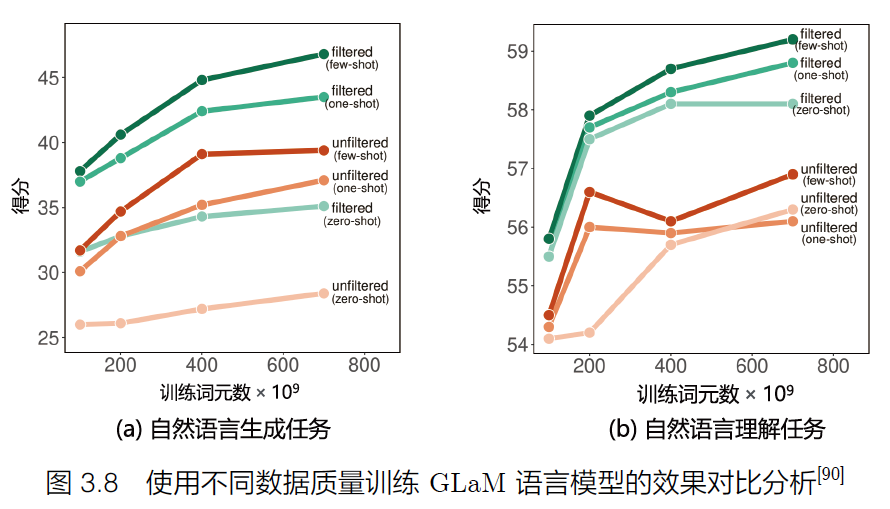 得分
45
40
35
30
25
filtered
(few-shot)
filtered
(one-shot)
unfiltered
(few-shot)
unfiltered
(one-shot)
filtered
(zero-shot)
unfiltered
(zero-shot)
200 400 600 800
训练词元数 × 10⁹
(a) 自然语言生成任务
得分
59
58
57
56
55
54
filtered
(few-shot)
filtered
(one-shot)
filtered
(zero-shot)
unfiltered
(few-shot)
unfiltered
(zero-shot)
unfiltered
(one-shot)
200 400 600 800
训练词元数 × 10⁹
(b) 自然语言理解任务
图 3.8 使用不同数据质量训练 GLaM 语言模型的效果对比分析[90]